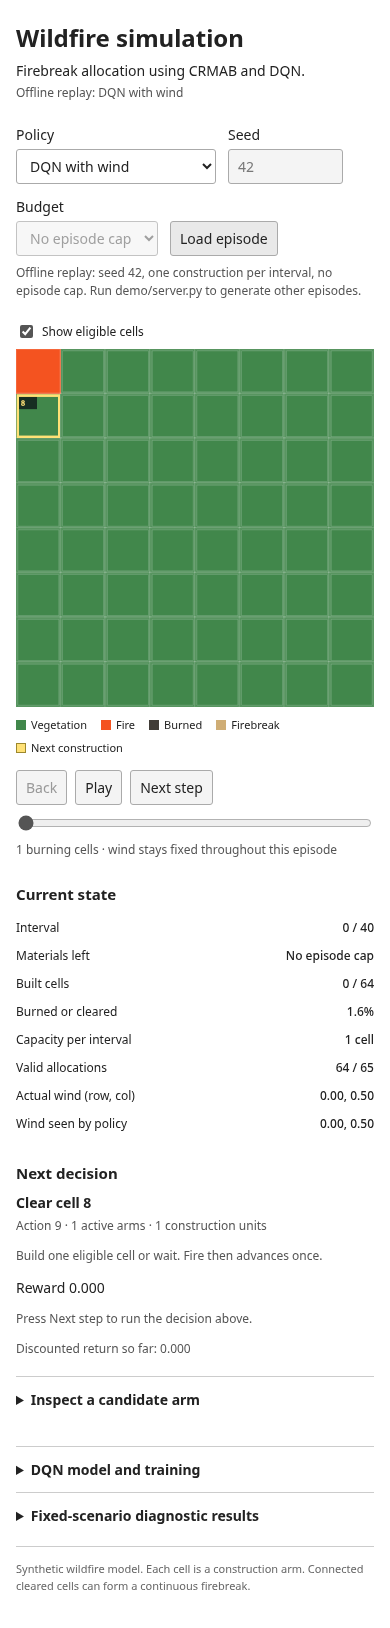 Wildfire simulation
Firebreak allocation using CRMAB and DQN.
Offline replay: DQN with wind
Policy
Seed
DQN with wind
42
Budget
No episode cap
Load episode
Offline replay: seed 42, one construction per interval, no
episode cap. Run demo/server.py to generate other episodes.
Show eligible cells
8
Vegetation
Fire
Burned
Firebreak
Next construction
Back
Play
Next step
1 burning cells · wind stays fixed throughout this episode
Current state
Interval 0 / 40
Materials left No episode cap
Built cells 0 / 64
Burned or cleared 1.6%
Capacity per interval 1 cell
Valid allocations 64 / 65
Actual wind (row, col) 0.00, 0.50
Wind seen by policy 0.00, 0.50
Next decision
Clear cell 8
Action 9 · 1 active arms · 1 construction units
Build one eligible cell or wait. Fire then advances once.
Reward 0.000
Press Next step to run the decision above.
Discounted return so far: 0.000
Inspect a candidate arm
DQN model and training
Fixed-scenario diagnostic results
Synthetic wildfire model. Each cell is a construction arm. Connected
cleared cells can form a continuous firebreak.